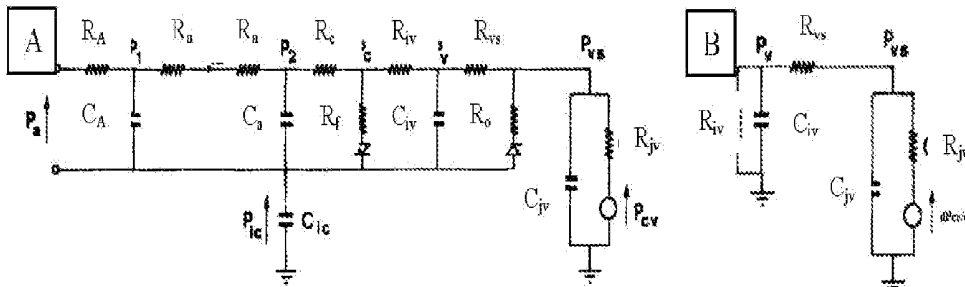 A
R_A
R_a
R_a
R_c
R_iv
R_vs
P_1
P_2
P_vs
P_a
C_A
C_a
R_f
C_iv
R_o
R_jv
C_jv
P_cv
P_ic
C_ic
B
R_vs
P_v
P_vs
R_iv
C_iv
R_jv
C_jv